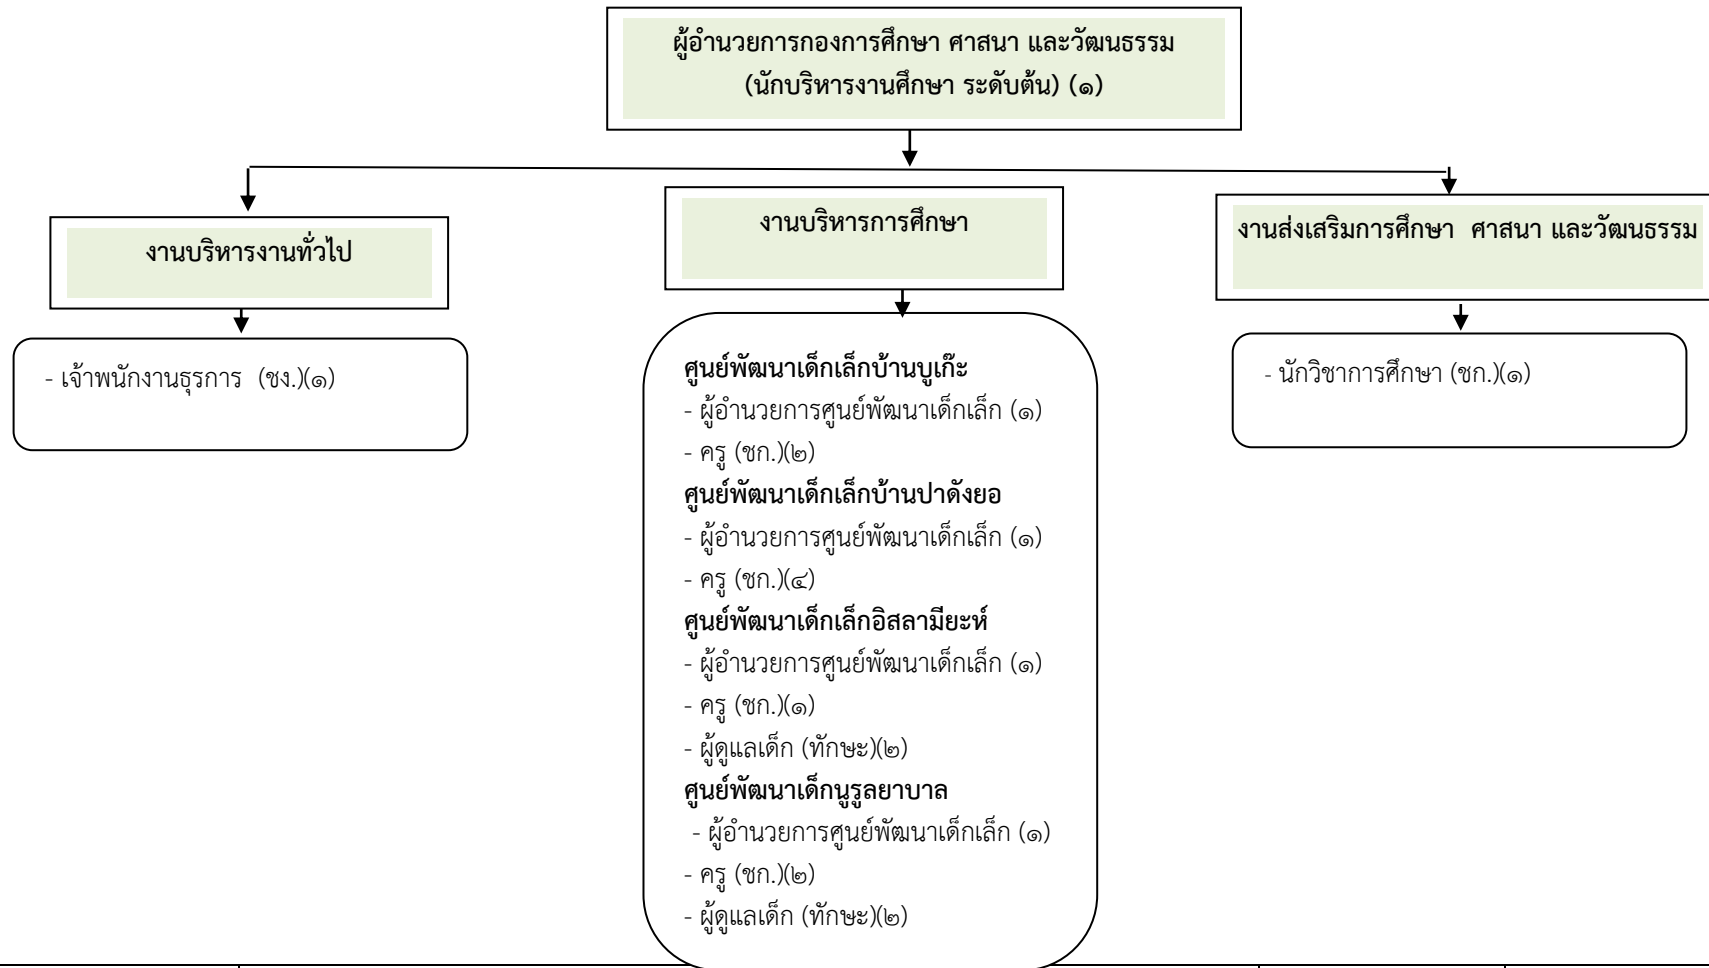 ผู้อำนวยการกองการศึกษา ศาสนา และวัฒนธรรม
(นักบริหารงานศึกษา ระดับต้น) (๑)
งานบริหารงานทั่วไป
- เจ้าพนักงานธุรการ (ชง.)(๑)
งานบริหารการศึกษา
ศูนย์พัฒนาเด็กเล็กบ้านบูเก๊ะ
- ผู้อำนวยการศูนย์พัฒนาเด็กเล็ก (๑)
- ครู (ชก.)(๒)
ศูนย์พัฒนาเด็กเล็กบ้านปาดังยอ
- ผู้อำนวยการศูนย์พัฒนาเด็กเล็ก (๑)
- ครู (ชก.)(๔)
ศูนย์พัฒนาเด็กเล็กอิสลามียะห์
- ผู้อำนวยการศูนย์พัฒนาเด็กเล็ก (๑)
- ครู (ชก.)(๑)
- ผู้ดูแลเด็ก (ทักษะ)(๒)
ศูนย์พัฒนาเด็กนูรูลยาบาล
- ผู้อำนวยการศูนย์พัฒนาเด็กเล็ก (๑)
- ครู (ชก.)(๒)
- ผู้ดูแลเด็ก (ทักษะ)(๒)
งานส่งเสริมการศึกษา ศาสนา และวัฒนธรรม
- นักวิชาการศึกษา (ชก.)(๑)